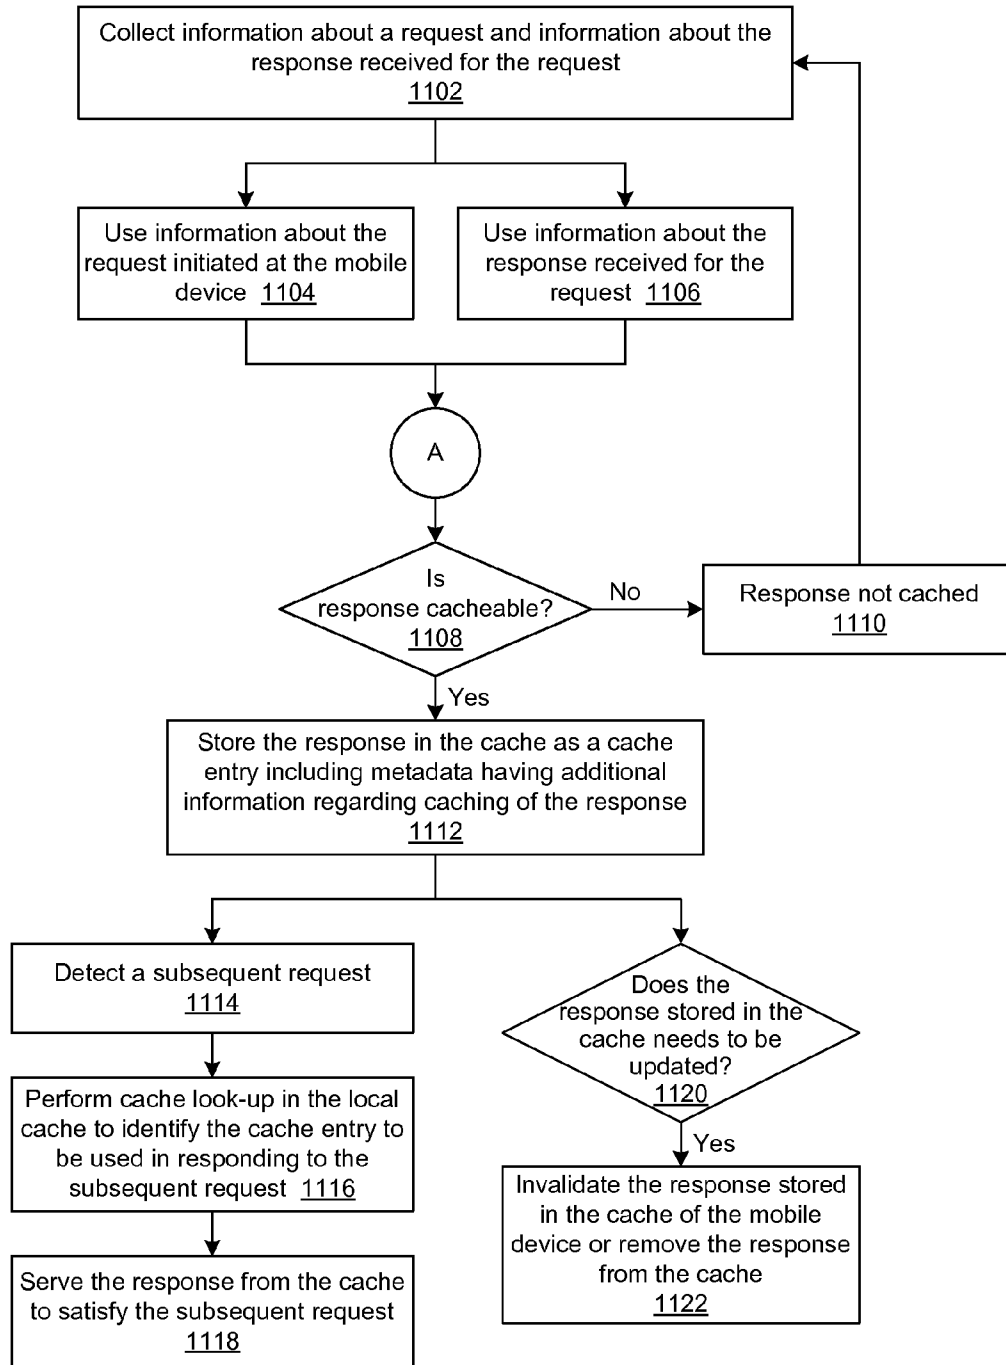 Collect information about a request and information about the
response received for the request
1102
Use information about the
request initiated at the mobile
device 1104
Use information about the
response received for the
request 1106
A
Is
response cacheable?
1108
No
Response not cached
1110
Yes
Store the response in the cache as a cache
entry including metadata having additional
information regarding caching of the response
1112
Detect a subsequent request
1114
Perform cache look-up in the local
cache to identify the cache entry to
be used in responding to the
subsequent request 1116
Serve the response from the cache
to satisfy the subsequent request
1118
Does the
response stored in the
cache needs to be
updated?
1120
Yes
Invalidate the response stored
in the cache of the mobile
device or remove the response
from the cache
1122